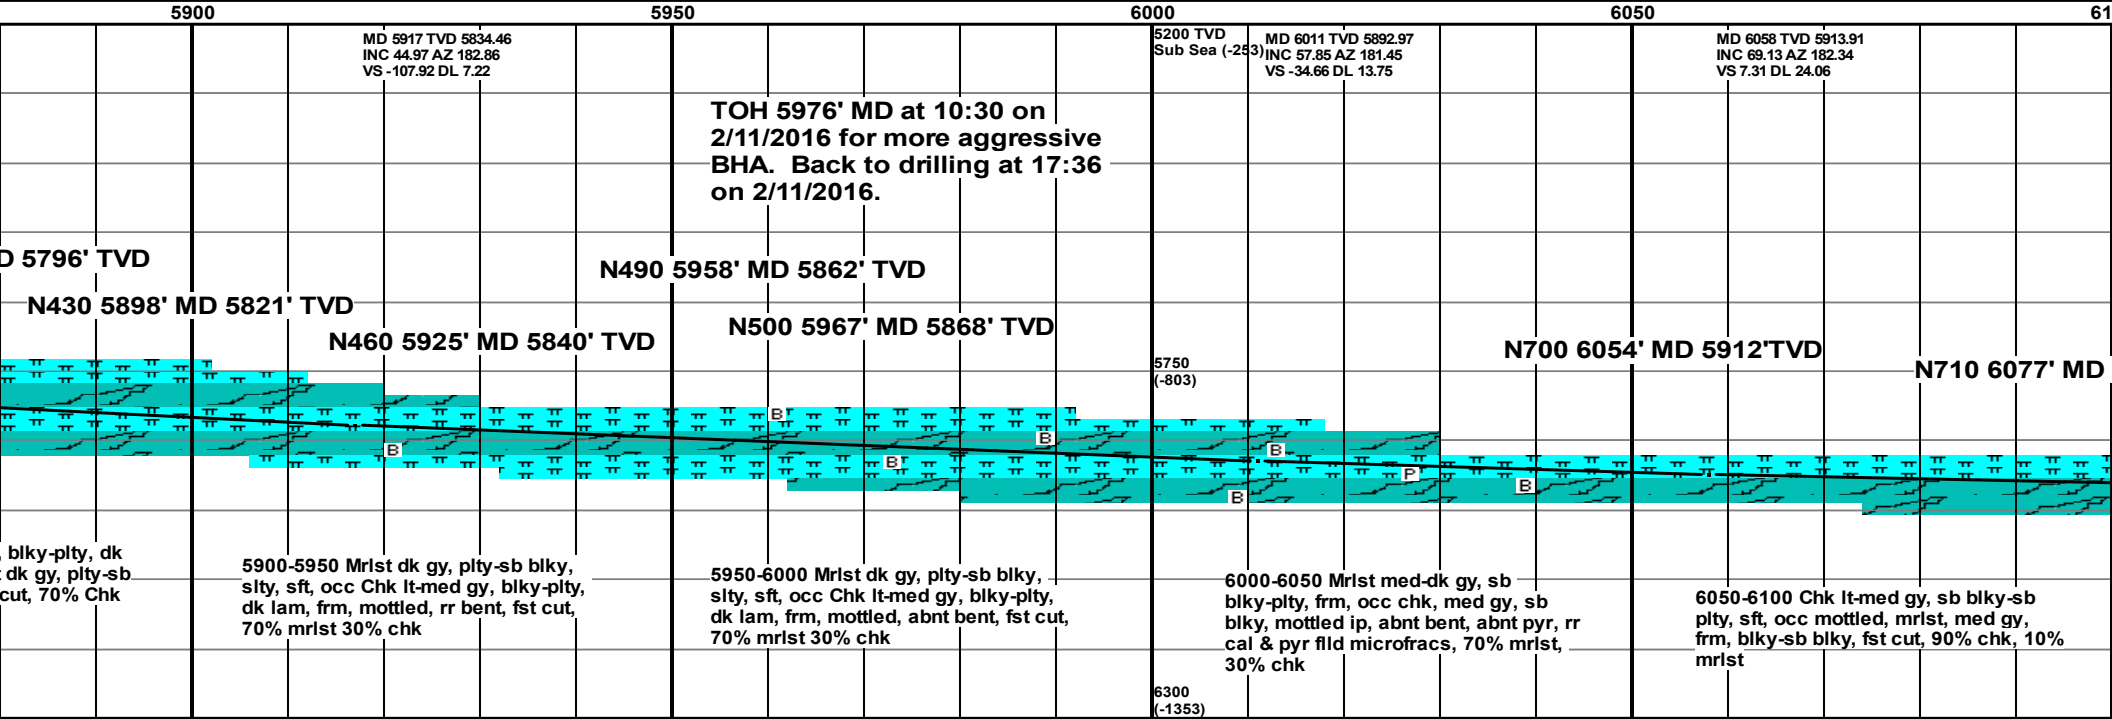 5900
5950
6000
6050
61
MD 5917 TVD 5834.46
INC 44.97 AZ 182.86
VS -107.92 DL 7.22
5200 TVD
Sub Sea (-253)
MD 6011 TVD 5892.97
INC 57.85 AZ 181.45
VS -34.66 DL 13.75
MD 6058 TVD 5913.91
INC 69.13 AZ 182.34
VS 7.31 DL 24.06
TOH 5976' MD at 10:30 on
2/11/2016 for more aggressive
BHA. Back to drilling at 17:36
on 2/11/2016.
D 5796' TVD
N490 5958' MD 5862' TVD
N430 5898' MD 5821' TVD
N500 5967' MD 5868' TVD
N460 5925' MD 5840' TVD
N700 6054' MD 5912'TVD
5750
(-803)
N710 6077' MD
B
B
B
B
B
P
B
B
, blky-plty, dk
t dk gy, plty-sb
cut, 70% Chk
5900-5950 Mrlst dk gy, plty-sb blky,
slty, sft, occ Chk lt-med gy, blky-plty,
dk lam, frm, mottled, rr bent, fst cut,
70% mrlst 30% chk
5950-6000 Mrlst dk gy, plty-sb blky,
slty, sft, occ Chk lt-med gy, blky-plty,
dk lam, frm, mottled, abnt bent, fst cut,
70% mrlst 30% chk
6000-6050 Mrlst med-dk gy, sb
blky-plty, frm, occ chk, med gy, sb
blky, mottled ip, abnt bent, abnt pyr, rr
cal & pyr flld microfracs, 70% mrlst,
30% chk
6050-6100 Chk lt-med gy, sb blky-sb
plty, sft, occ mottled, mrlst, med gy,
frm, blky-sb blky, fst cut, 90% chk, 10%
mrlst
6300
(-1353)